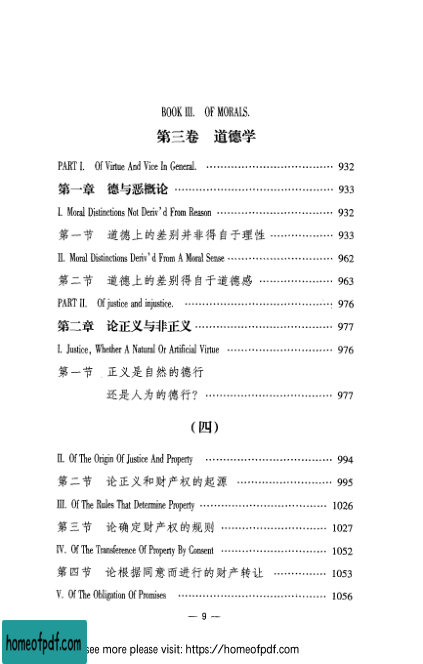 BOOK III. OF MORALS.
第三卷 道德学
PART I. Of Virtue And Vice In General. ································ 932
第一章 德与恶概论 ································ 933
I. Moral Distinctions Not Deriv'd From Reason ································ 932
第一节 道德上的差别并非得自于理性 ················ 933
II. Moral Distinctions Deriv'd From A Moral Sense ················ 962
第二节 道德上的差别得自于道德感 ················ 963
PART II. Of justice and injustice. ································ 976
第二章 论正义与非正义 ································ 977
I. Justice, Whether A Natural Or Artificial Virtue ················ 976
第一节 正义是自然的德行
还是人为的德行? ································ 977
(四)
II. Of The Origin Of Justice And Property ································ 994
第二节 论正义和财产权的起源 ················ 995
III. Of The Rules That Determine Property ································ 1026
第三节 论确定财产权的规则 ················ 1027
IV. Of The Transference Of Property By Consent ················ 1052
第四节 论根据同意而进行的财产转让 ········ 1053
V. Of The Obligation Of Promises ································ 1056
— 9 —
homeofpdf.com
see more please visit: https://homeofpdf.com